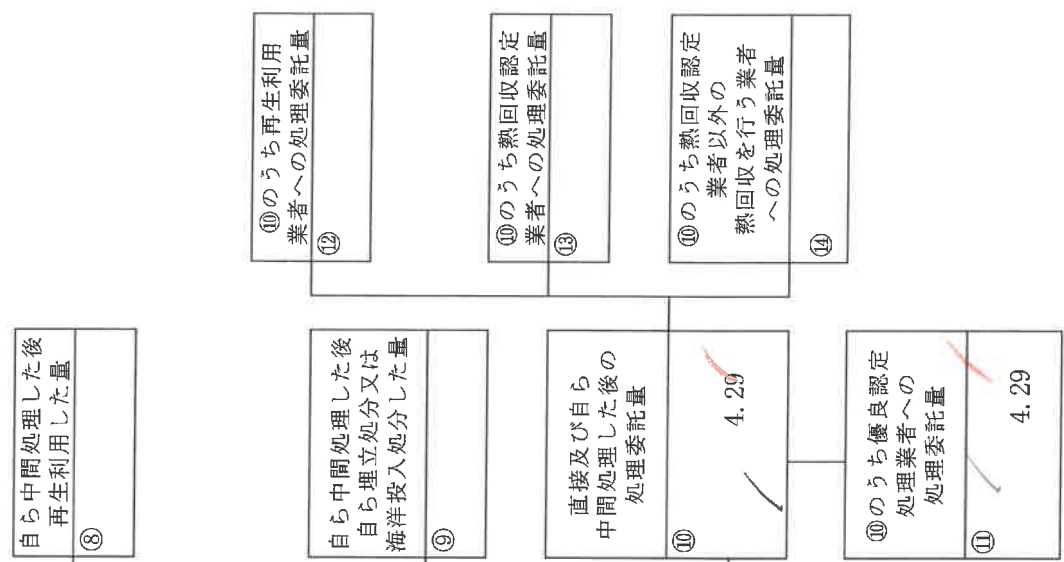 自ら中間処理した後
再生利用した量
⑧
自ら中間処理した後
自ら埋立処分又は
海洋投入処分した量
⑨
直接及び自ら
中間処理した後の
処理委託量
⑩
4.29
⑩のうち優良認定
処理業者への
処理委託量
⑪
4.29
⑩のうち再生利用
業者への処理委託量
⑫
⑩のうち熱回収認定
業者への処理委託量
⑬
⑩のうち熱回収認定
業者以外の
熱回収を行う業者
への処理委託量
⑭